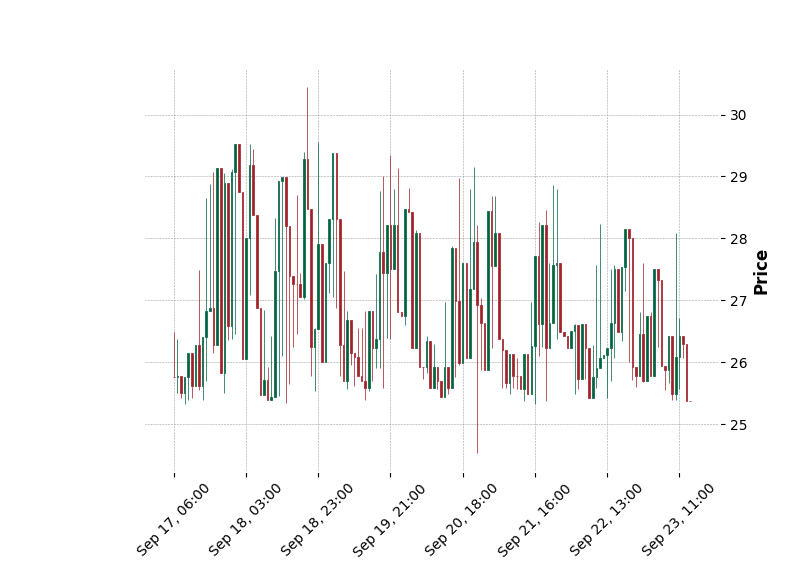 30
29
28
27
26
25
Price
Sep 17, 06:00
Sep 18, 03:00
Sep 18, 23:00
Sep 19, 21:00
Sep 20, 18:00
Sep 21, 16:00
Sep 22, 13:00
Sep 23, 11:00